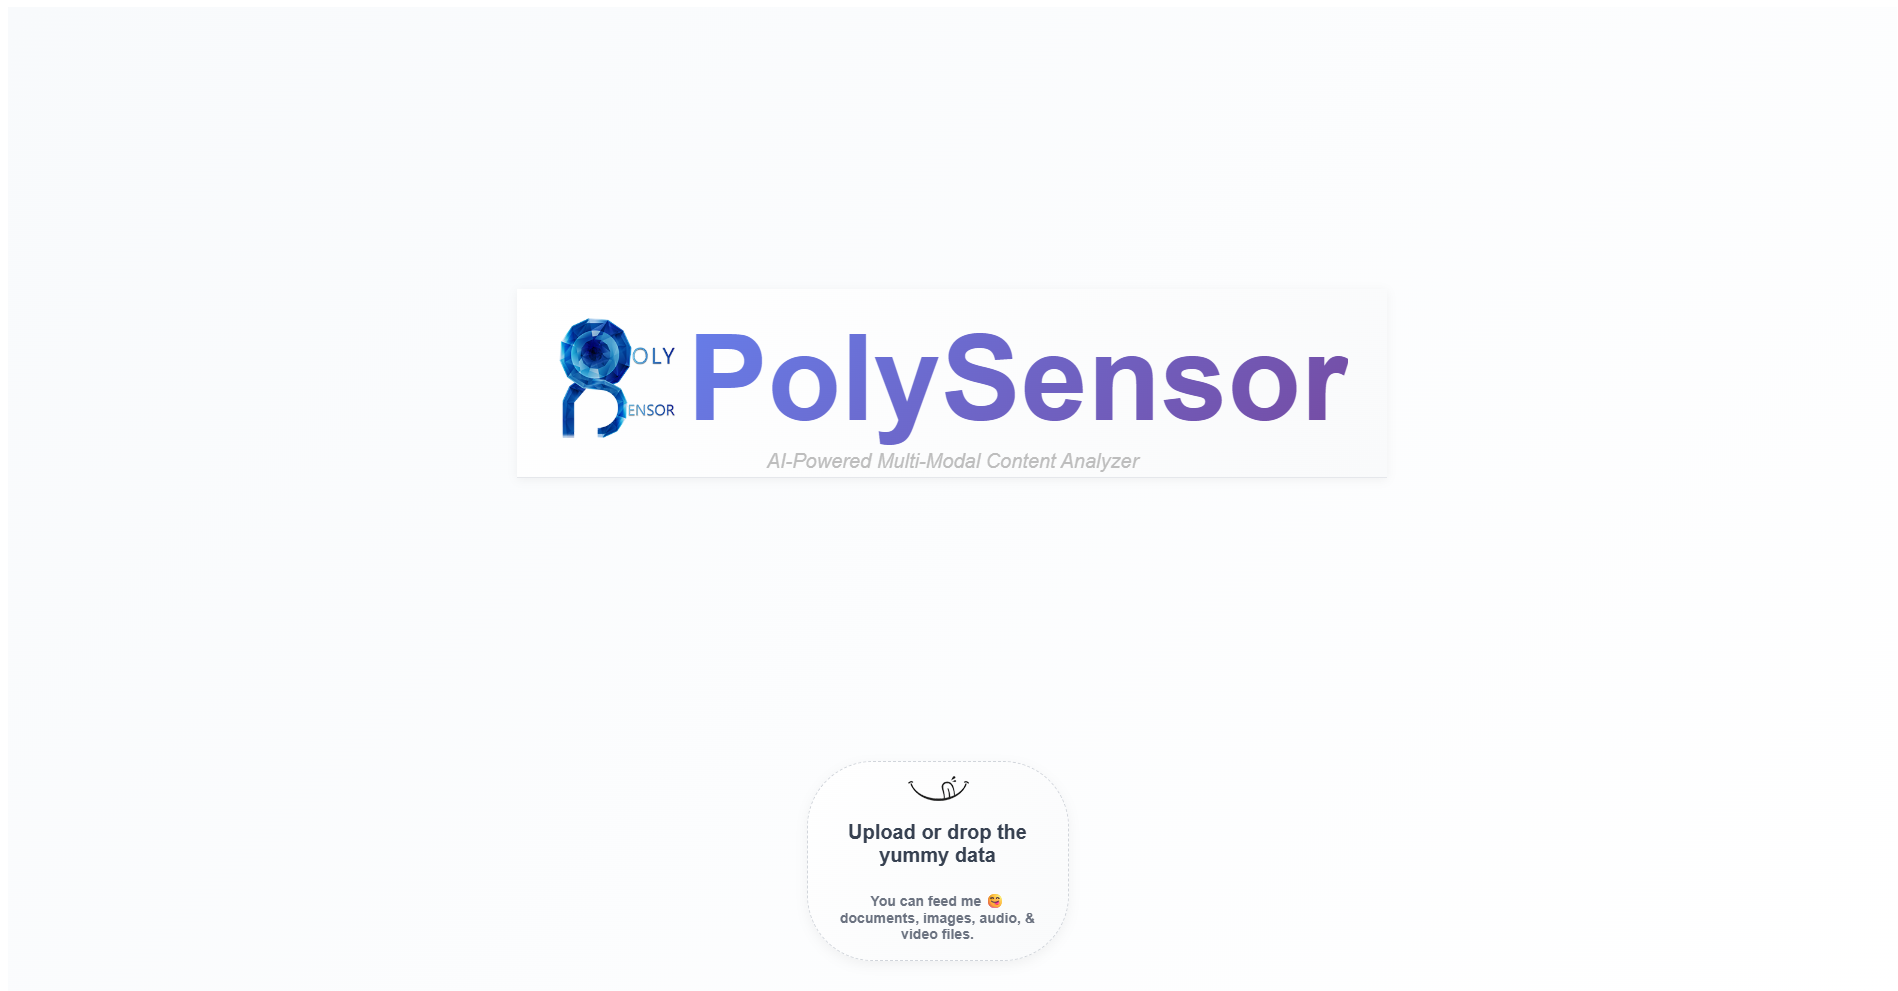 OLY
ENSOR
PolySensor
AI-Powered Multi-Modal Content Analyzer
Upload or drop the
yummy data
You can feed me 😋
documents, images, audio, &
video files.